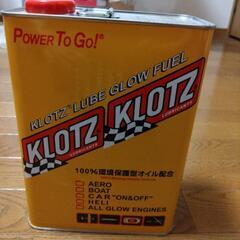 POWER TO GO!
KLOTZ™ LUBE GLOW FUEL
KLOTZ
LUBRICANTS
KLOTZ
LUBRICANTS
100%環境保護型オイル配合
AERO
BOAT
CAR "ON&OFF"
HELI
ALL GLOW ENGINES